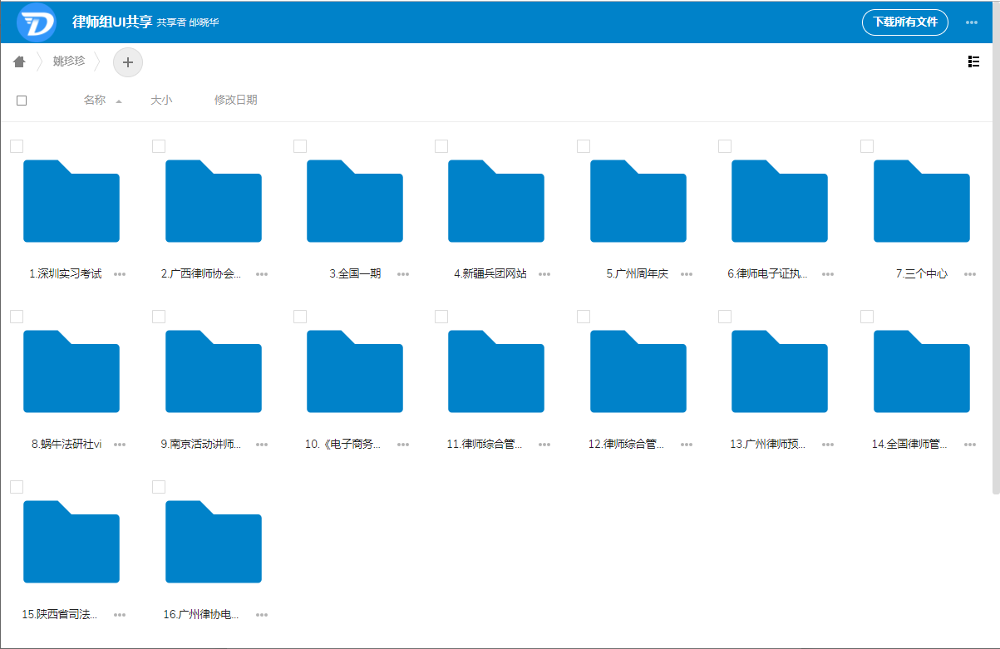 律师组UI共享 共享者 邰晓华
下载所有文件
姚珍珍
名称 大小 修改日期
1.深圳实习考试
2.广西律师协会...
3.全国一期
4.新疆兵团网站
5.广州周年庆
6.律师电子证执...
7.三个中心
8.蜗牛法研社vi
9.南京活动讲师...
10.《电子商务...
11.律师综合管...
12.律师综合管...
13.广州律师预...
14.全国律师管...
15.陕西省司法...
16.广州律协电...